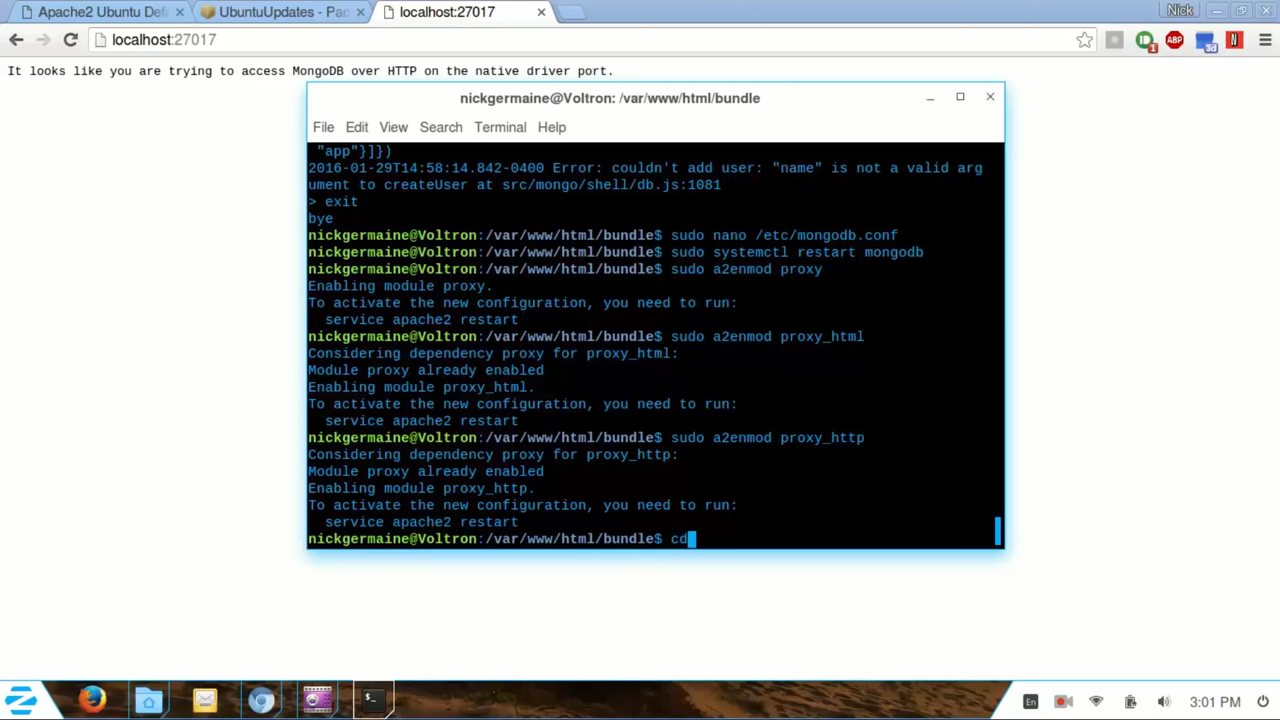 Apache2 Ubuntu Def
UbuntuUpdates - Pac
localhost:27017
Nick
localhost:27017
1
ABP
3d
N
It looks like you are trying to access MongoDB over HTTP on the native driver port.
nickgermaine@Voltron: /var/www/html/bundle
File Edit View Search Terminal Help
"app"}]})
2016-01-29T14:58:14.842-0400 Error: couldn't add user: "name" is not a valid arg
ument to createUser at src/mongo/shell/db.js:1081
> exit
bye
nickgermaine@Voltron:/var/www/html/bundle$ sudo nano /etc/mongodb.conf
nickgermaine@Voltron:/var/www/html/bundle$ sudo systemctl restart mongodb
nickgermaine@Voltron:/var/www/html/bundle$ sudo a2enmod proxy
Enabling module proxy.
To activate the new configuration, you need to run:
  service apache2 restart
nickgermaine@Voltron:/var/www/html/bundle$ sudo a2enmod proxy_html
Considering dependency proxy for proxy_html:
Module proxy already enabled
Enabling module proxy_html.
To activate the new configuration, you need to run:
  service apache2 restart
nickgermaine@Voltron:/var/www/html/bundle$ sudo a2enmod proxy_http
Considering dependency proxy for proxy_http:
Module proxy already enabled
Enabling module proxy_http.
To activate the new configuration, you need to run:
  service apache2 restart
nickgermaine@Voltron:/var/www/html/bundle$ cd
En
3:01 PM